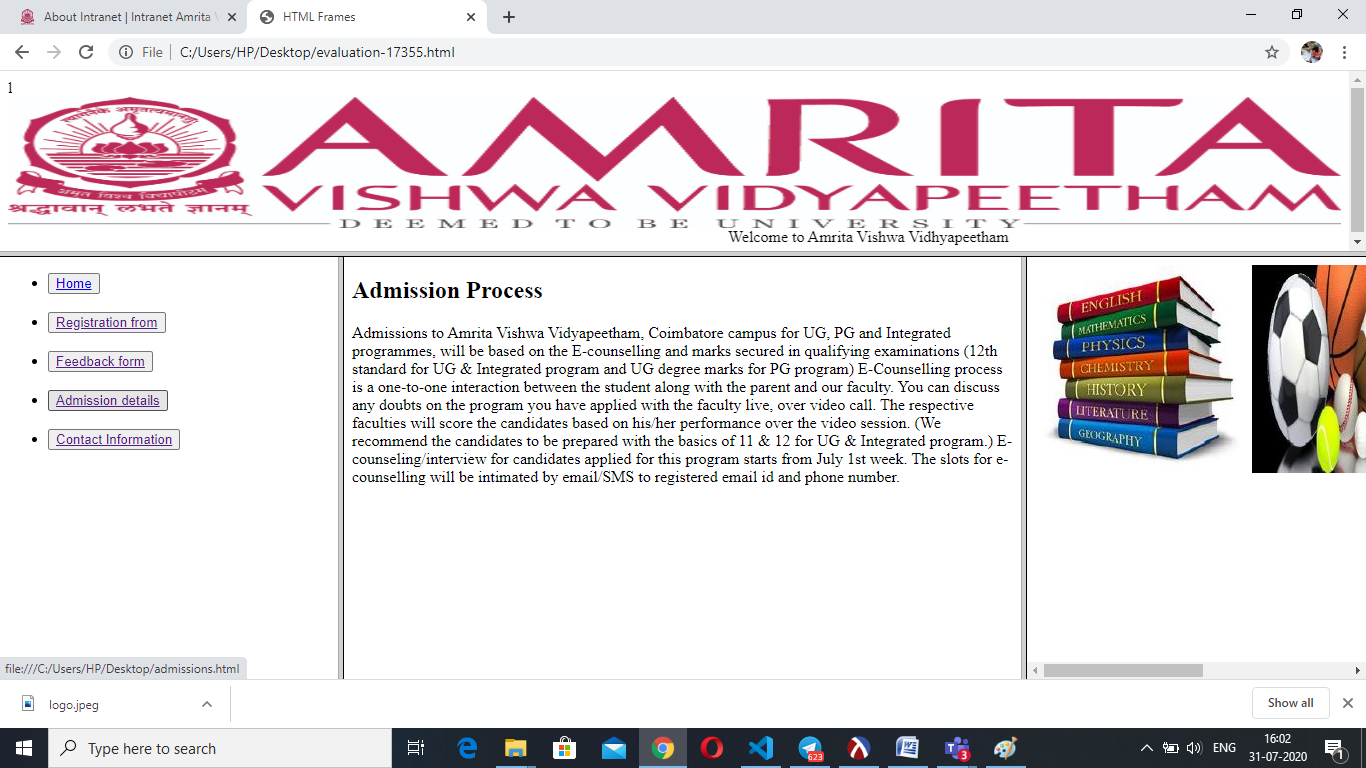 About Intranet | Intranet Amrita
HTML Frames
File
C:/Users/HP/Desktop/evaluation-17355.html
1
AMRITA
VISHWA VIDYAPEETHAM
श्रद्धावान् लभते ज्ञानम्
DEEMED TO BE UNIVERSITY
Welcome to Amrita Vishwa Vidhyapeetham
Home
Registration from
Feedback form
Admission details
Contact Information
Admission Process
Admissions to Amrita Vishwa Vidyapeetham, Coimbatore campus for UG, PG and Integrated
programmes, will be based on the E-counselling and marks secured in qualifying examinations (12th
standard for UG & Integrated program and UG degree marks for PG program) E-Counselling process
is a one-to-one interaction between the student along with the parent and our faculty. You can discuss
any doubts on the program you have applied with the faculty live, over video call. The respective
faculties will score the candidates based on his/her performance over the video session. (We
recommend the candidates to be prepared with the basics of 11 & 12 for UG & Integrated program.) E-
counseling/interview for candidates applied for this program starts from July 1st week. The slots for e-
counselling will be intimated by email/SMS to registered email id and phone number.
ENGLISH
MATHEMATICS
PHYSICS
CHEMISTRY
HISTORY
LITERATURE
GEOGRAPHY
file:///C:/Users/HP/Desktop/admissions.html
logo.jpeg
Show all
Type here to search
623
3
ENG
16:02
31-07-2020
1